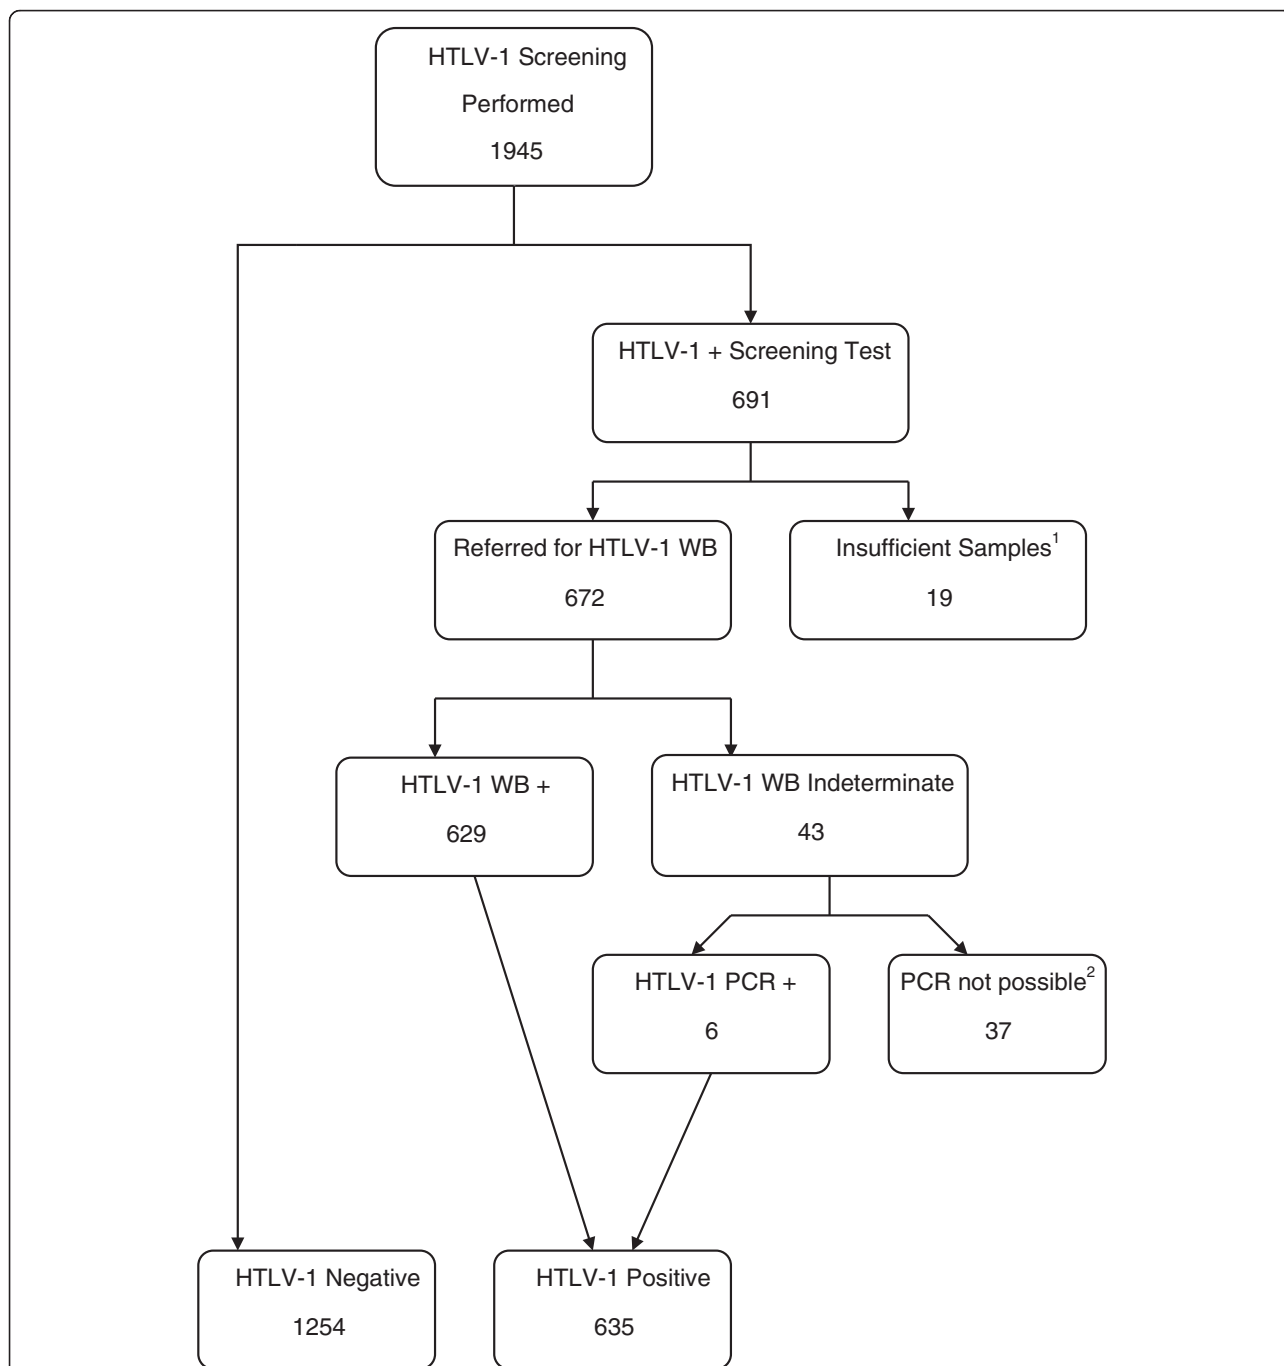 HTLV-1 Screening
Performed
1945
HTLV-1 + Screening Test
691
Referred for HTLV-1 WB
672
Insufficient Samples1
19
HTLV-1 WB +
629
HTLV-1 WB Indeterminate
43
HTLV-1 PCR +
6
PCR not possible2
37
HTLV-1 Negative
1254
HTLV-1 Positive
635